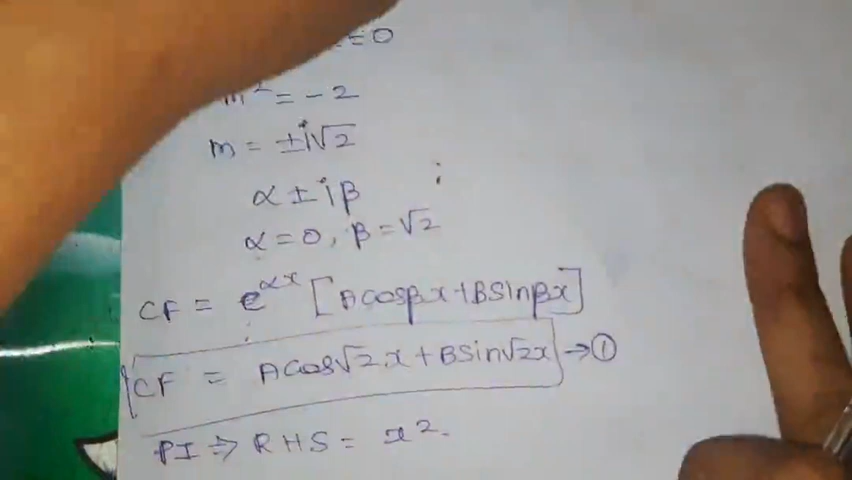 =0
m² = -2
m = ±i√2
α ± iβ
α = 0, β = √2
CF = e^αx [Acosβx+Bsinβx]
CF = Acos√2x + Bsin√2x → ①
PI ⇒ RHS = x².